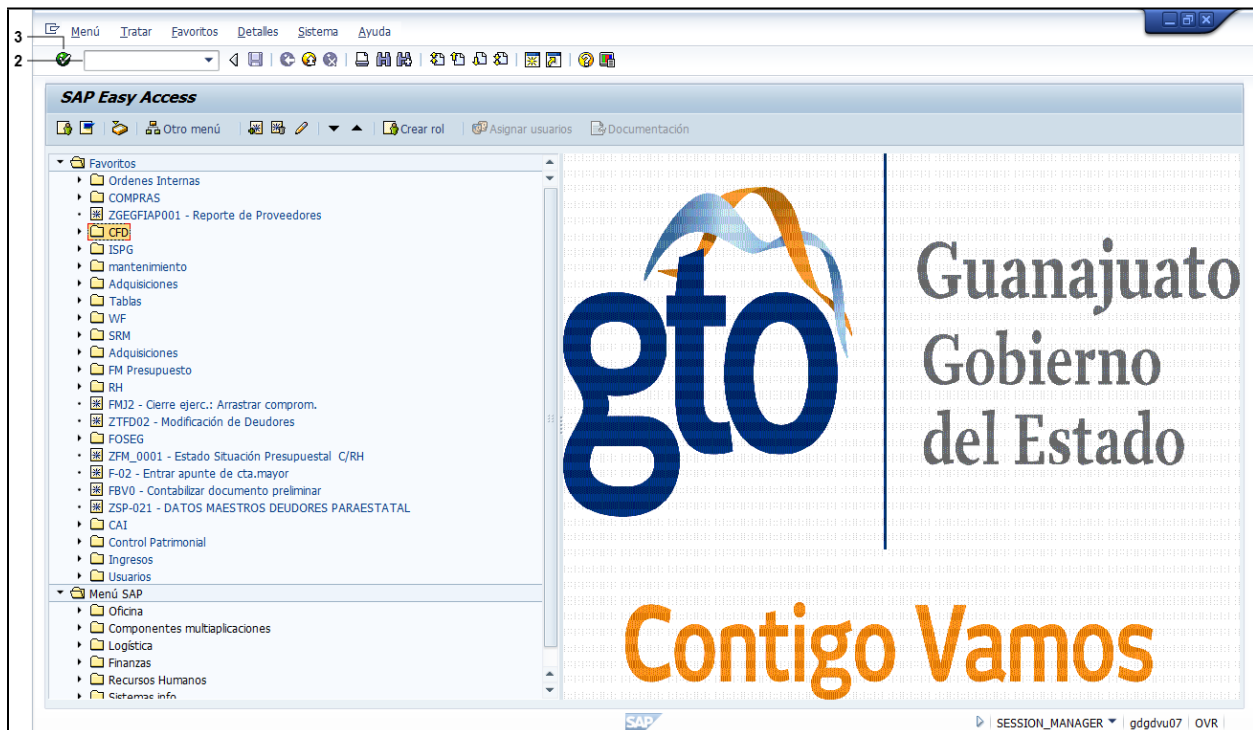 Menú Tratar Favoritos Detalles Sistema Ayuda
3
2
SAP Easy Access
Otro menú Crear rol Asignar usuarios Documentación
Favoritos
Ordenes Internas
COMPRAS
ZGEGFIAP001 - Reporte de Proveedores
CFD
ISPG
mantenimiento
Adquisiciones
Tablas
WF
SRM
Adquisiciones
FM Presupuesto
RH
FMJ2 - Cierre ejerc.: Arrastrar comprom.
ZTFD02 - Modificación de Deudores
FOSEG
ZFM_0001 - Estado Situación Presupuestal C/RH
F-02 - Entrar apunte de cta.mayor
FBV0 - Contabilizar documento preliminar
ZSP-021 - DATOS MAESTROS DEUDORES PARAESTATAL
CAI
Control Patrimonial
Ingresos
Usuarios
Menú SAP
Oficina
Componentes multiaplicaciones
Logística
Finanzas
Recursos Humanos
Sistemas info
gto
Guanajuato
Gobierno
del Estado
Contigo Vamos
SAP
SESSION_MANAGER gdgdvu07 OVR